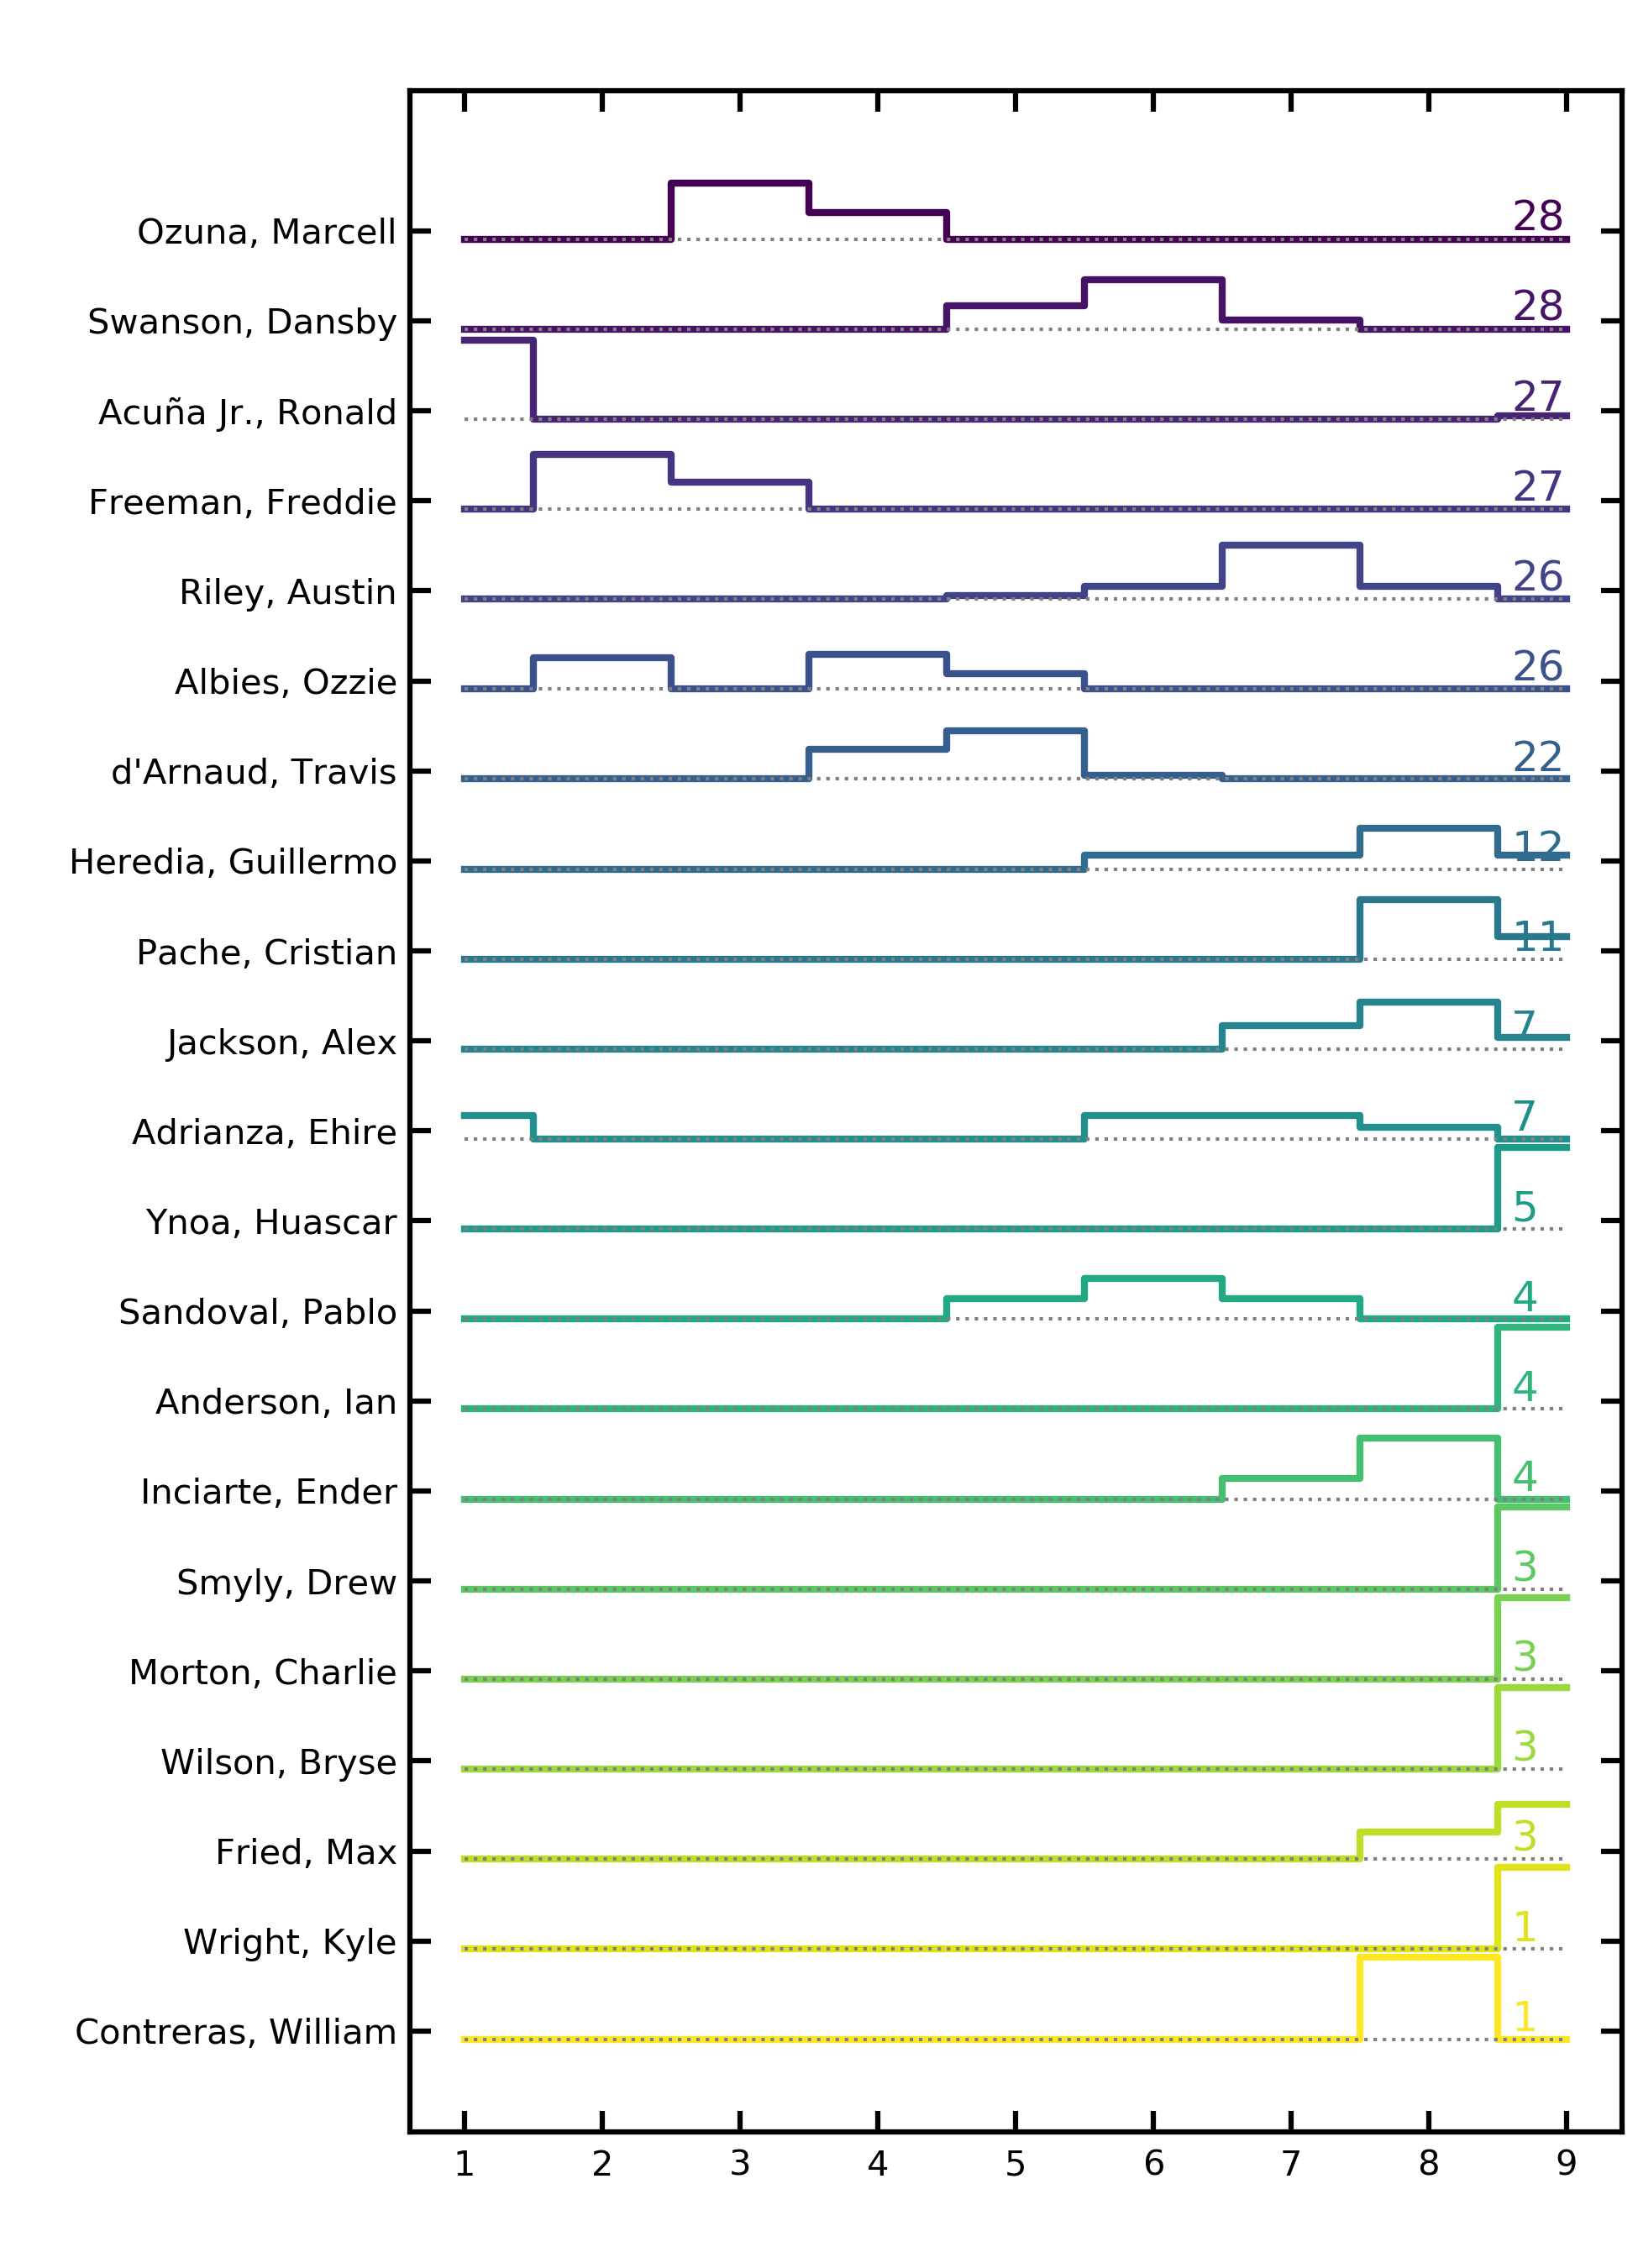 Ozuna, Marcell 28
Swanson, Dansby 28
Acuña Jr., Ronald 27
Freeman, Freddie 27
Riley, Austin 26
Albies, Ozzie 26
d'Arnaud, Travis 22
Heredia, Guillermo 12
Pache, Cristian 11
Jackson, Alex 7
Adrianza, Ehire 7
Ynoa, Huascar 5
Sandoval, Pablo 4
Anderson, Ian 4
Inciarte, Ender 4
Smyly, Drew 3
Morton, Charlie 3
Wilson, Bryse 3
Fried, Max 3
Wright, Kyle 1
Contreras, William 1
1 2 3 4 5 6 7 8 9